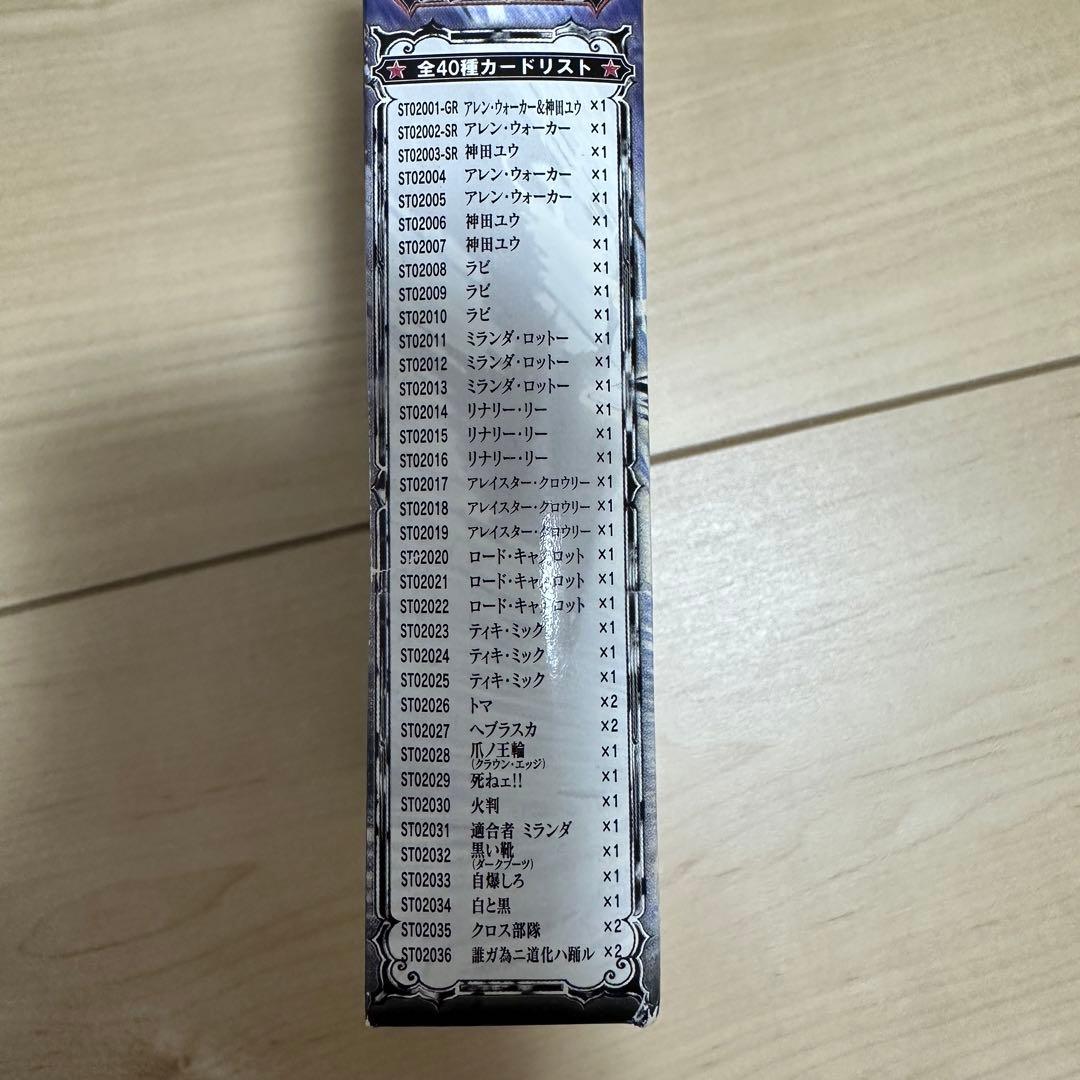 ★ 全40種カードリスト ★
ST02001-GR アレン・ウォーカー&神田ユウ ×1
ST02002-SR アレン・ウォーカー ×1
ST02003-SR 神田ユウ ×1
ST02004 アレン・ウォーカー ×1
ST02005 アレン・ウォーカー ×1
ST02006 神田ユウ ×1
ST02007 神田ユウ ×1
ST02008 ラビ ×1
ST02009 ラビ ×1
ST02010 ラビ ×1
ST02011 ミランダ・ロットー ×1
ST02012 ミランダ・ロットー ×1
ST02013 ミランダ・ロットー ×1
ST02014 リナリー・リー ×1
ST02015 リナリー・リー ×1
ST02016 リナリー・リー ×1
ST02017 アレイスター・クロウリー ×1
ST02018 アレイスター・クロウリー ×1
ST02019 アレイスター・クロウリー ×1
ST02020 ロード・キャメロット ×1
ST02021 ロード・キャメロット ×1
ST02022 ロード・キャメロット ×1
ST02023 ティキ・ミック ×1
ST02024 ティキ・ミック ×1
ST02025 ティキ・ミック ×1
ST02026 トマ ×2
ST02027 ヘブラスカ ×2
ST02028 爪ノ王輪 ×1
(クラウン・エッジ)
ST02029 死ねェ!! ×1
ST02030 火判 ×1
ST02031 適合者 ミランダ ×1
ST02032 黒い靴 ×1
(ダークブーツ)
ST02033 自爆しろ ×1
ST02034 白と黒 ×1
ST02035 クロス部隊 ×2
ST02036 誰ガ為ニ道化ハ踊ル ×2